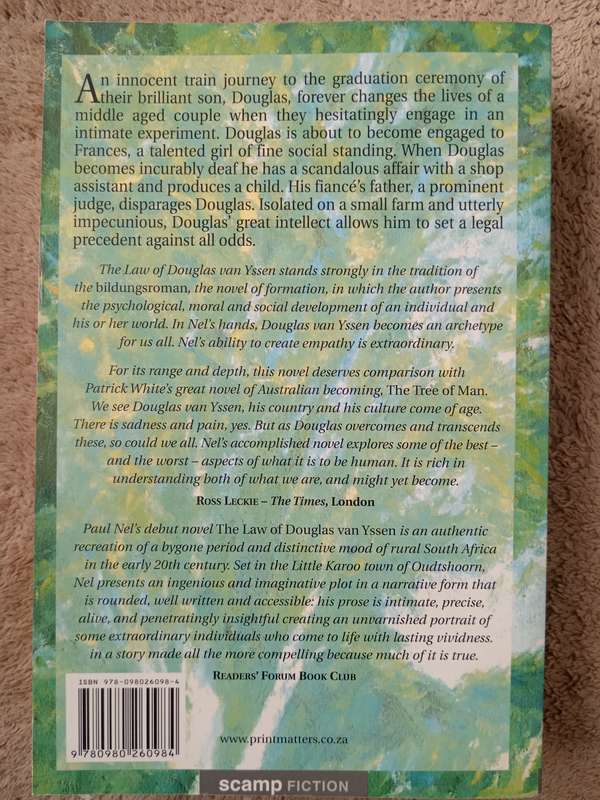 An innocent train journey to the graduation ceremony of
their brilliant son, Douglas, forever changes the lives of a
middle aged couple when they hesitatingly engage in an
intimate experiment. Douglas is about to become engaged to
Frances, a talented girl of fine social standing. When Douglas
becomes incurably deaf he has a scandalous affair with a shop
assistant and produces a child. His fiancé's father, a prominent
judge, disparages Douglas. Isolated on a small farm and utterly
impecunious, Douglas' great intellect allows him to set a legal
precedent against all odds.
The Law of Douglas van Yssen stands strongly in the tradition of
the bildungsroman, the novel of formation, in which the author presents
the psychological, moral and social development of an individual and
his or her world. In Nel's hands, Douglas van Yssen becomes an archetype
for us all. Nel's ability to create empathy is extraordinary.
For its range and depth, this novel deserves comparison with
Patrick White's great novel of Australian becoming, The Tree of Man.
We see Douglas van Yssen, his country and his culture come of age.
There is sadness and pain, yes. But as Douglas overcomes and transcends
these, so could we all. Nel's accomplished novel explores some of the best –
and the worst – aspects of what it is to be human. It is rich in
understanding both of what we are, and might yet become.
Ross Leckie – The Times, London
Paul Nel's debut novel The Law of Douglas van Yssen is an authentic
recreation of a bygone period and distinctive mood of rural South Africa
in the early 20th century. Set in the Little Karoo town of Oudtshoorn,
Nel presents an ingenious and imaginative plot in a narrative form that
is rounded, well written and accessible: his prose is intimate, precise,
alive, and penetratingly insightful creating an unvarnished portrait of
some extraordinary individuals who come to life with lasting vividness.
in a story made all the more compelling because much of it is true.
Readers' Forum Book Club
ISBN 978-098026098-4
9 780980 260984
www.printmatters.co.za
scamp FICTION